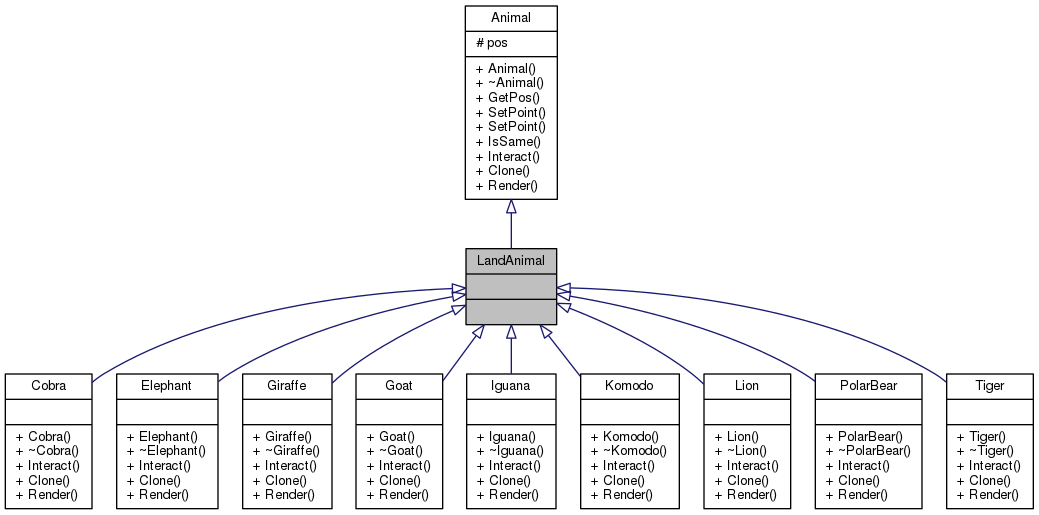 Animal
# pos
+ Animal()
+ ~Animal()
+ GetPos()
+ SetPoint()
+ SetPoint()
+ IsSame()
+ Interact()
+ Clone()
+ Render()
LandAnimal
Cobra
+ Cobra()
+ ~Cobra()
+ Interact()
+ Clone()
+ Render()
Elephant
+ Elephant()
+ ~Elephant()
+ Interact()
+ Clone()
+ Render()
Giraffe
+ Giraffe()
+ ~Giraffe()
+ Interact()
+ Clone()
+ Render()
Goat
+ Goat()
+ ~Goat()
+ Interact()
+ Clone()
+ Render()
Iguana
+ Iguana()
+ ~Iguana()
+ Interact()
+ Clone()
+ Render()
Komodo
+ Komodo()
+ ~Komodo()
+ Interact()
+ Clone()
+ Render()
Lion
+ Lion()
+ ~Lion()
+ Interact()
+ Clone()
+ Render()
PolarBear
+ PolarBear()
+ ~PolarBear()
+ Interact()
+ Clone()
+ Render()
Tiger
+ Tiger()
+ ~Tiger()
+ Interact()
+ Clone()
+ Render()